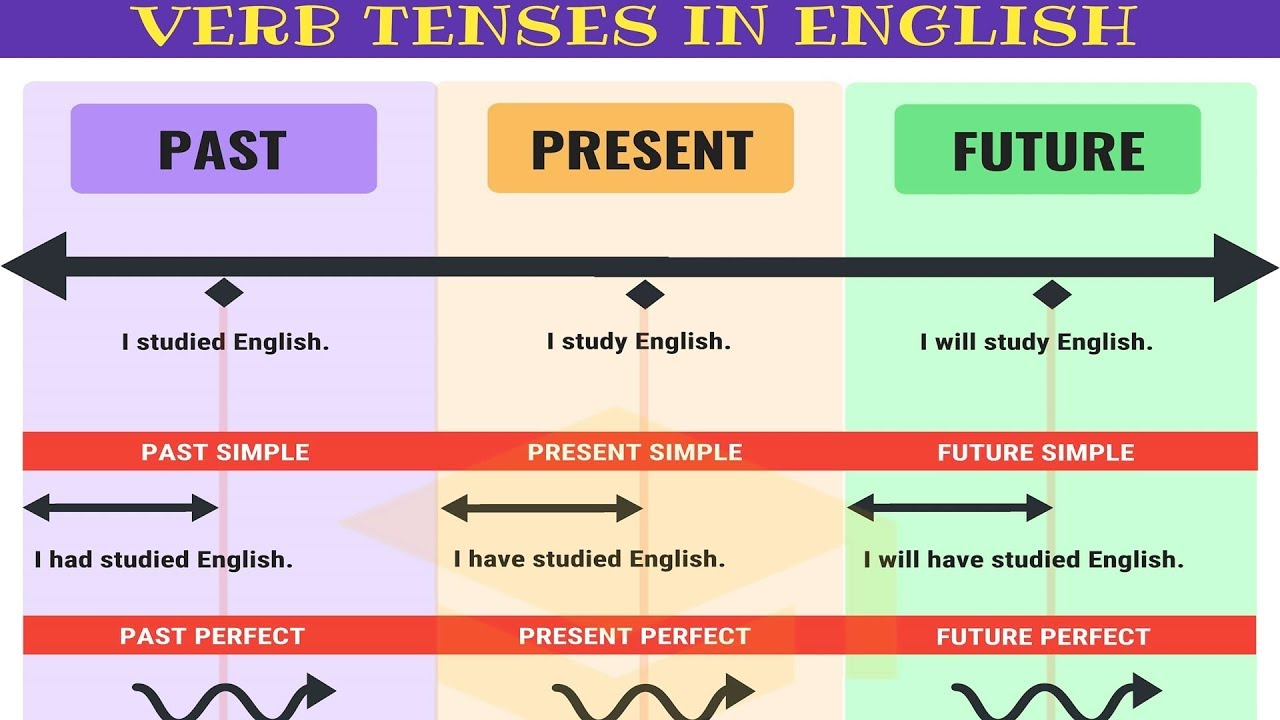 VERB TENSES IN ENGLISH
PAST
PRESENT
FUTURE
I studied English.
I study English.
I will study English.
PAST SIMPLE
PRESENT SIMPLE
FUTURE SIMPLE
I had studied English.
I have studied English.
I will have studied English.
PAST PERFECT
PRESENT PERFECT
FUTURE PERFECT